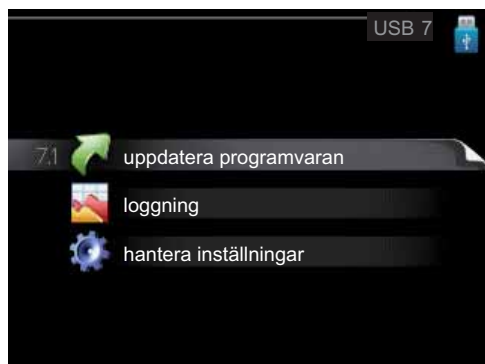 USB 7
7.1 uppdatera programvaran
loggning
hantera inställningar